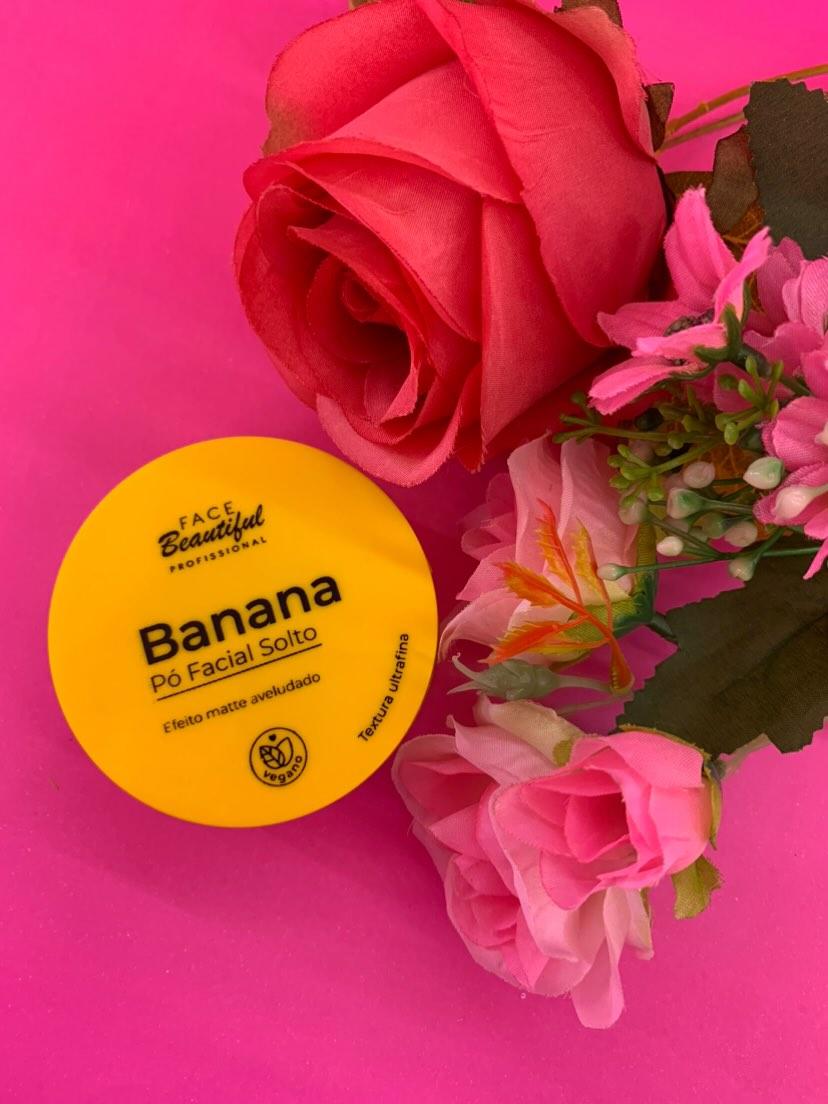 FACE
Beautiful
PROFISSIONAL
Banana
Pó Facial Solto
Efeito matte aveludado
Textura ultrafina
vegano